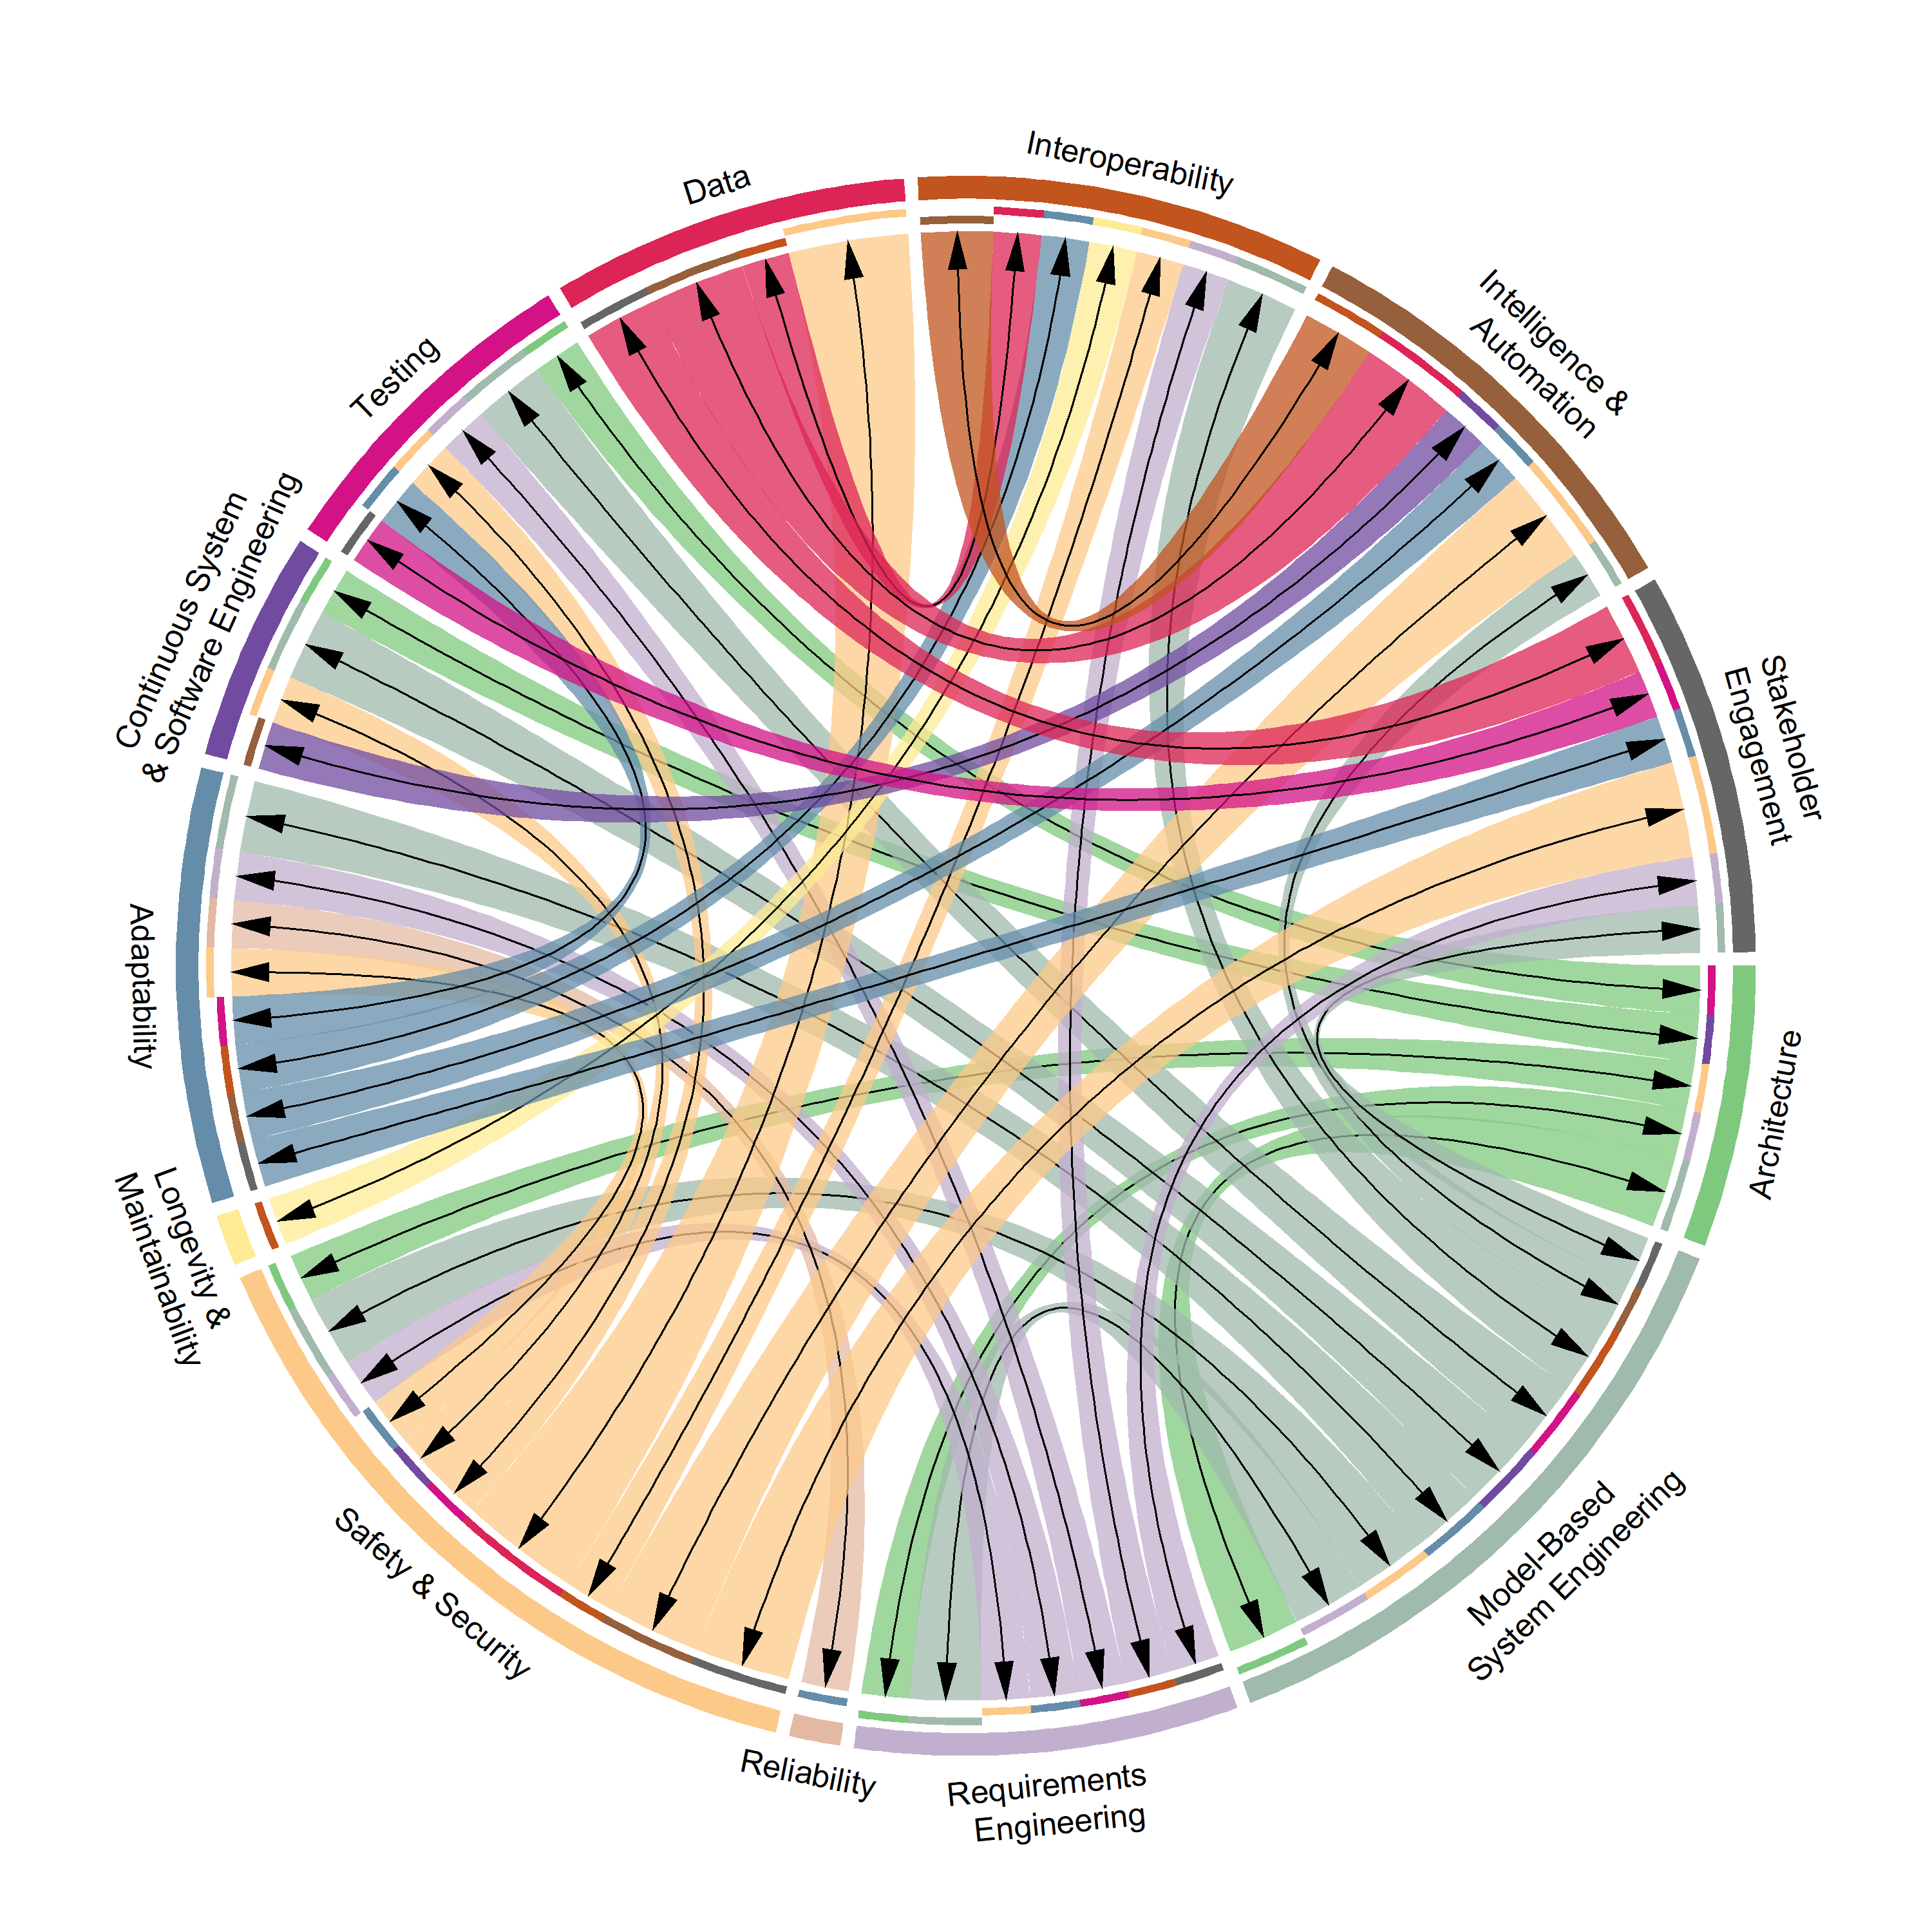 Interoperability
Intelligence &
Automation
Stakeholder
Engagement
Architecture
Model-Based
System Engineering
Requirements
Engineering
Reliability
Safety & Security
Longevity &
Maintainability
Adaptability
Continuous System
& Software Engineering
Testing
Data